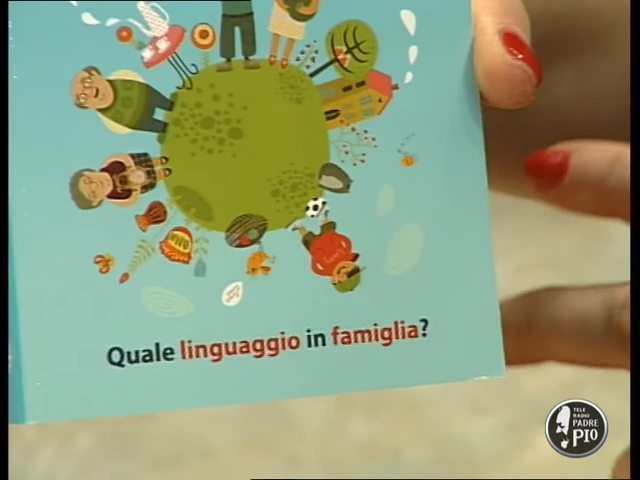 Quale linguaggio in famiglia?
TELE
RADIO
PADRE
PIO